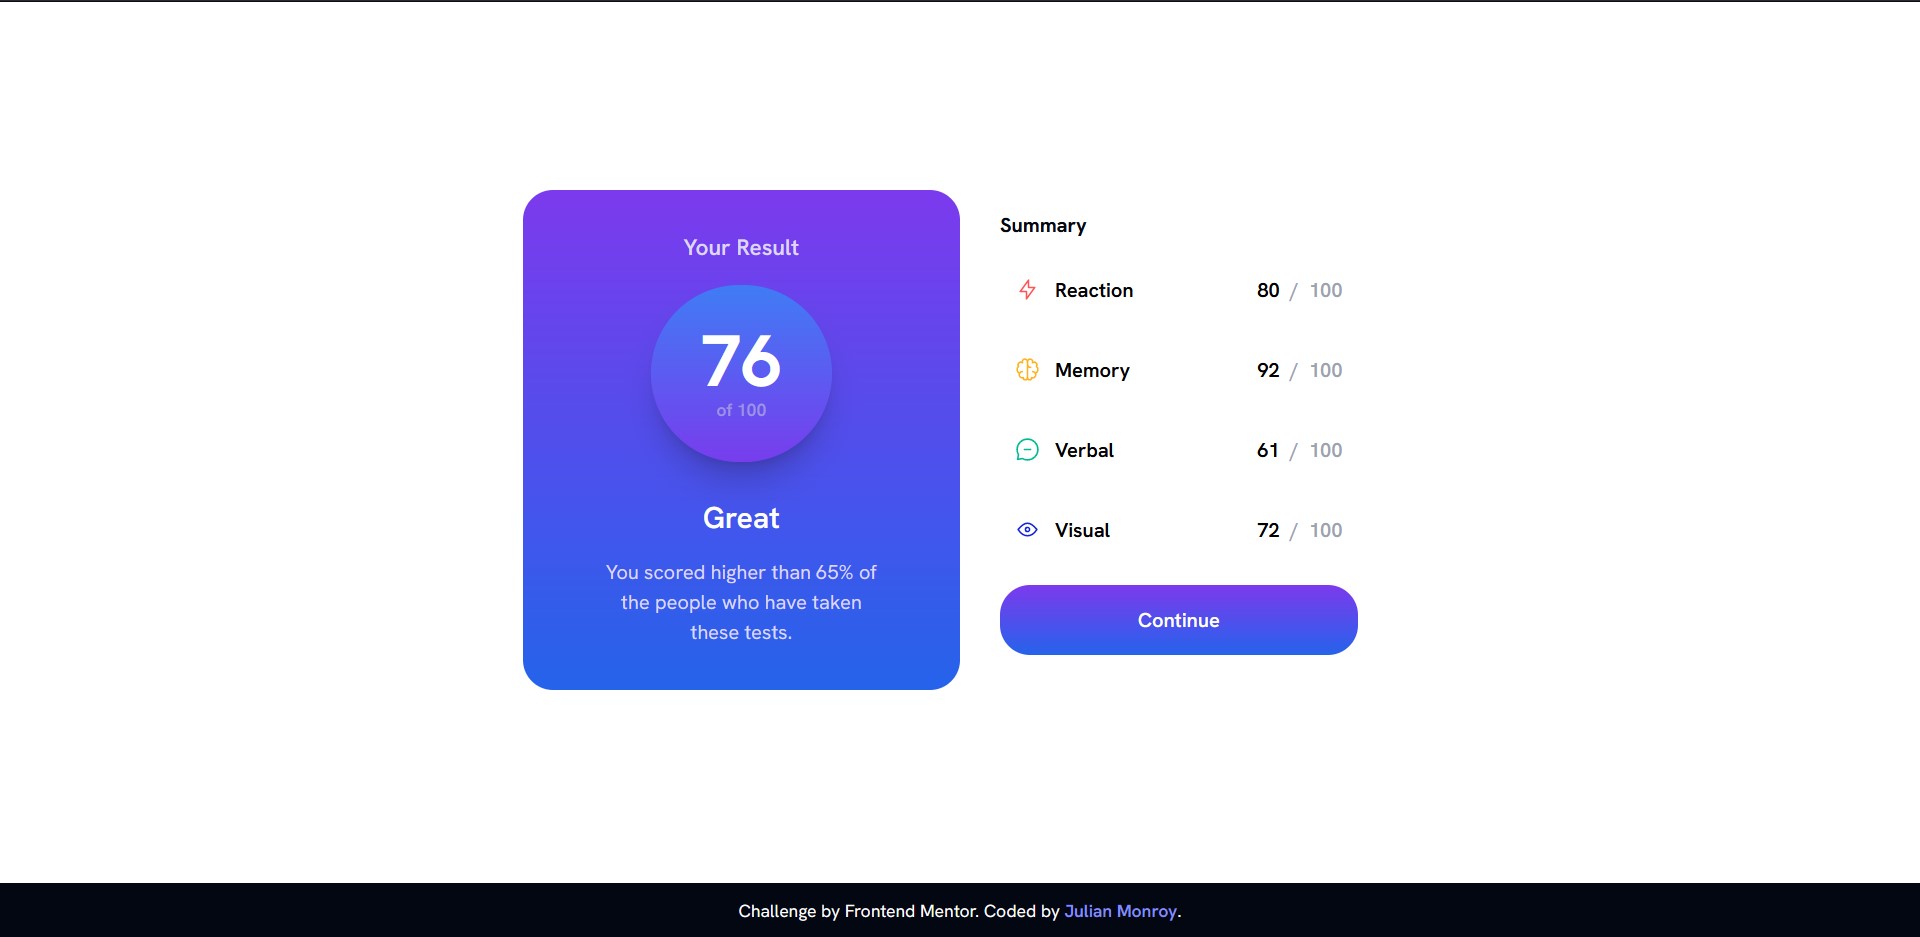 Your Result
76
of 100
Great
You scored higher than 65% of
the people who have taken
these tests.
Summary
Reaction 80 / 100
Memory 92 / 100
Verbal 61 / 100
Visual 72 / 100
Continue
Challenge by Frontend Mentor. Coded by Julian Monroy.